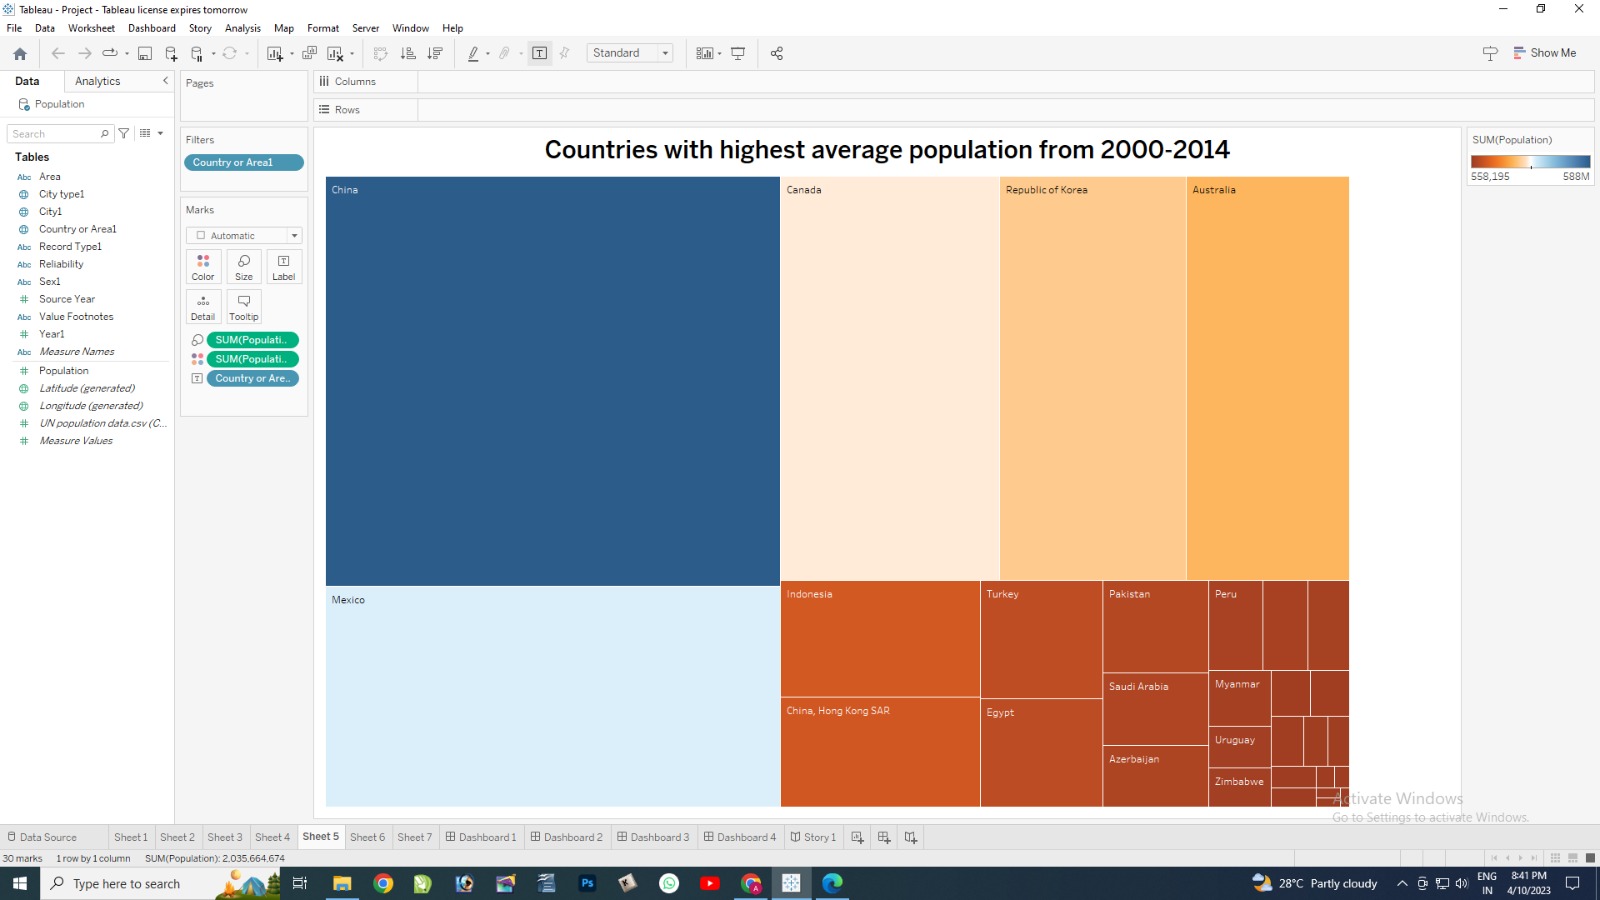 Tableau - Project - Tableau license expires tomorrow
File Data Worksheet Dashboard Story Analysis Map Format Server Window Help
Standard
Show Me
Data Analytics
Population
Search
Tables
Abc Area
City type1
City1
Country or Area1
Abc Record Type1
Abc Reliability
Abc Sex1
# Source Year
Abc Value Footnotes
# Year1
Abc Measure Names
# Population
Latitude (generated)
Longitude (generated)
# UN population data.csv (C...
# Measure Values
Pages
Filters
Country or Area1
Marks
Automatic
Color Size Label
Detail Tooltip
SUM(Populati..
SUM(Populati..
Country or Are..
Columns
Rows
Countries with highest average population from 2000-2014
China
Mexico
Canada
Republic of Korea
Australia
Indonesia
China, Hong Kong SAR
Turkey
Egypt
Pakistan
Saudi Arabia
Azerbaijan
Peru
Myanmar
Uruguay
Zimbabwe
SUM(Population)
558,195 588M
Activate Windows
Go to Settings to activate Windows.
Data Source Sheet 1 Sheet 2 Sheet 3 Sheet 4 Sheet 5 Sheet 6 Sheet 7 Dashboard 1 Dashboard 2 Dashboard 3 Dashboard 4 Story 1
30 marks 1 row by 1 column SUM(Population): 2,035,664,674
Type here to search
Ps
28°C Partly cloudy
ENG
IN
8:41 PM
4/10/2023